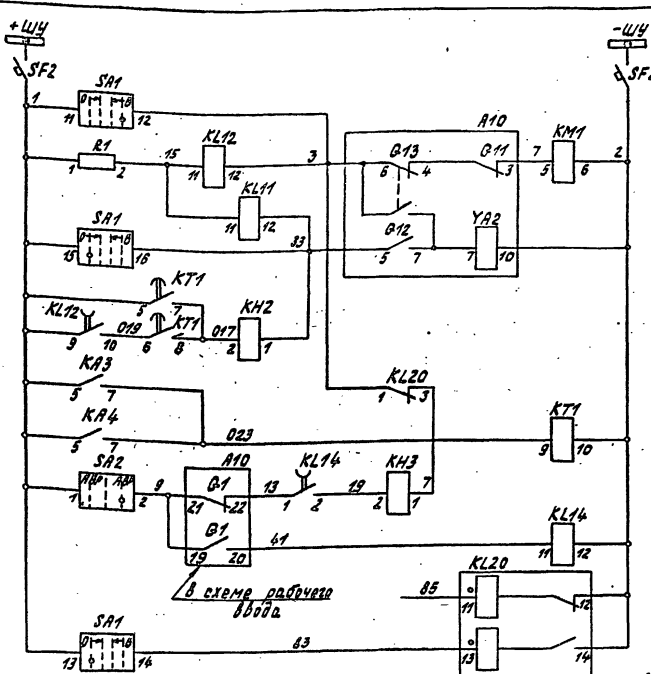 +ШУ -ШУ
SF2 SF2
1 SA1
О В
11 12 A10
R1 15 KL12 3 Q13 Q11 7 KM1 2
1 2 11 12 6 4 3 5 6
KL11
11 12
SA1 33 Q12 YA2
О В
15 16 5 7 7 10
KT1
5 7
KL12 019 KT1 017 KH2
9 10 6 8 2 1
KA3 KL20
5 7 1 3
KA4 KT1
5 7 023 9 10
SA2 9 A10 KL14 KH3
АВР АВР Q1 13 19 7
1 2 21 22 1 2 2 1
Q1 41 KL14
19 20 11 12
в схеме рабочего
ввода
KL20
85 11 12
SA1 83
О В
13 14 13 14